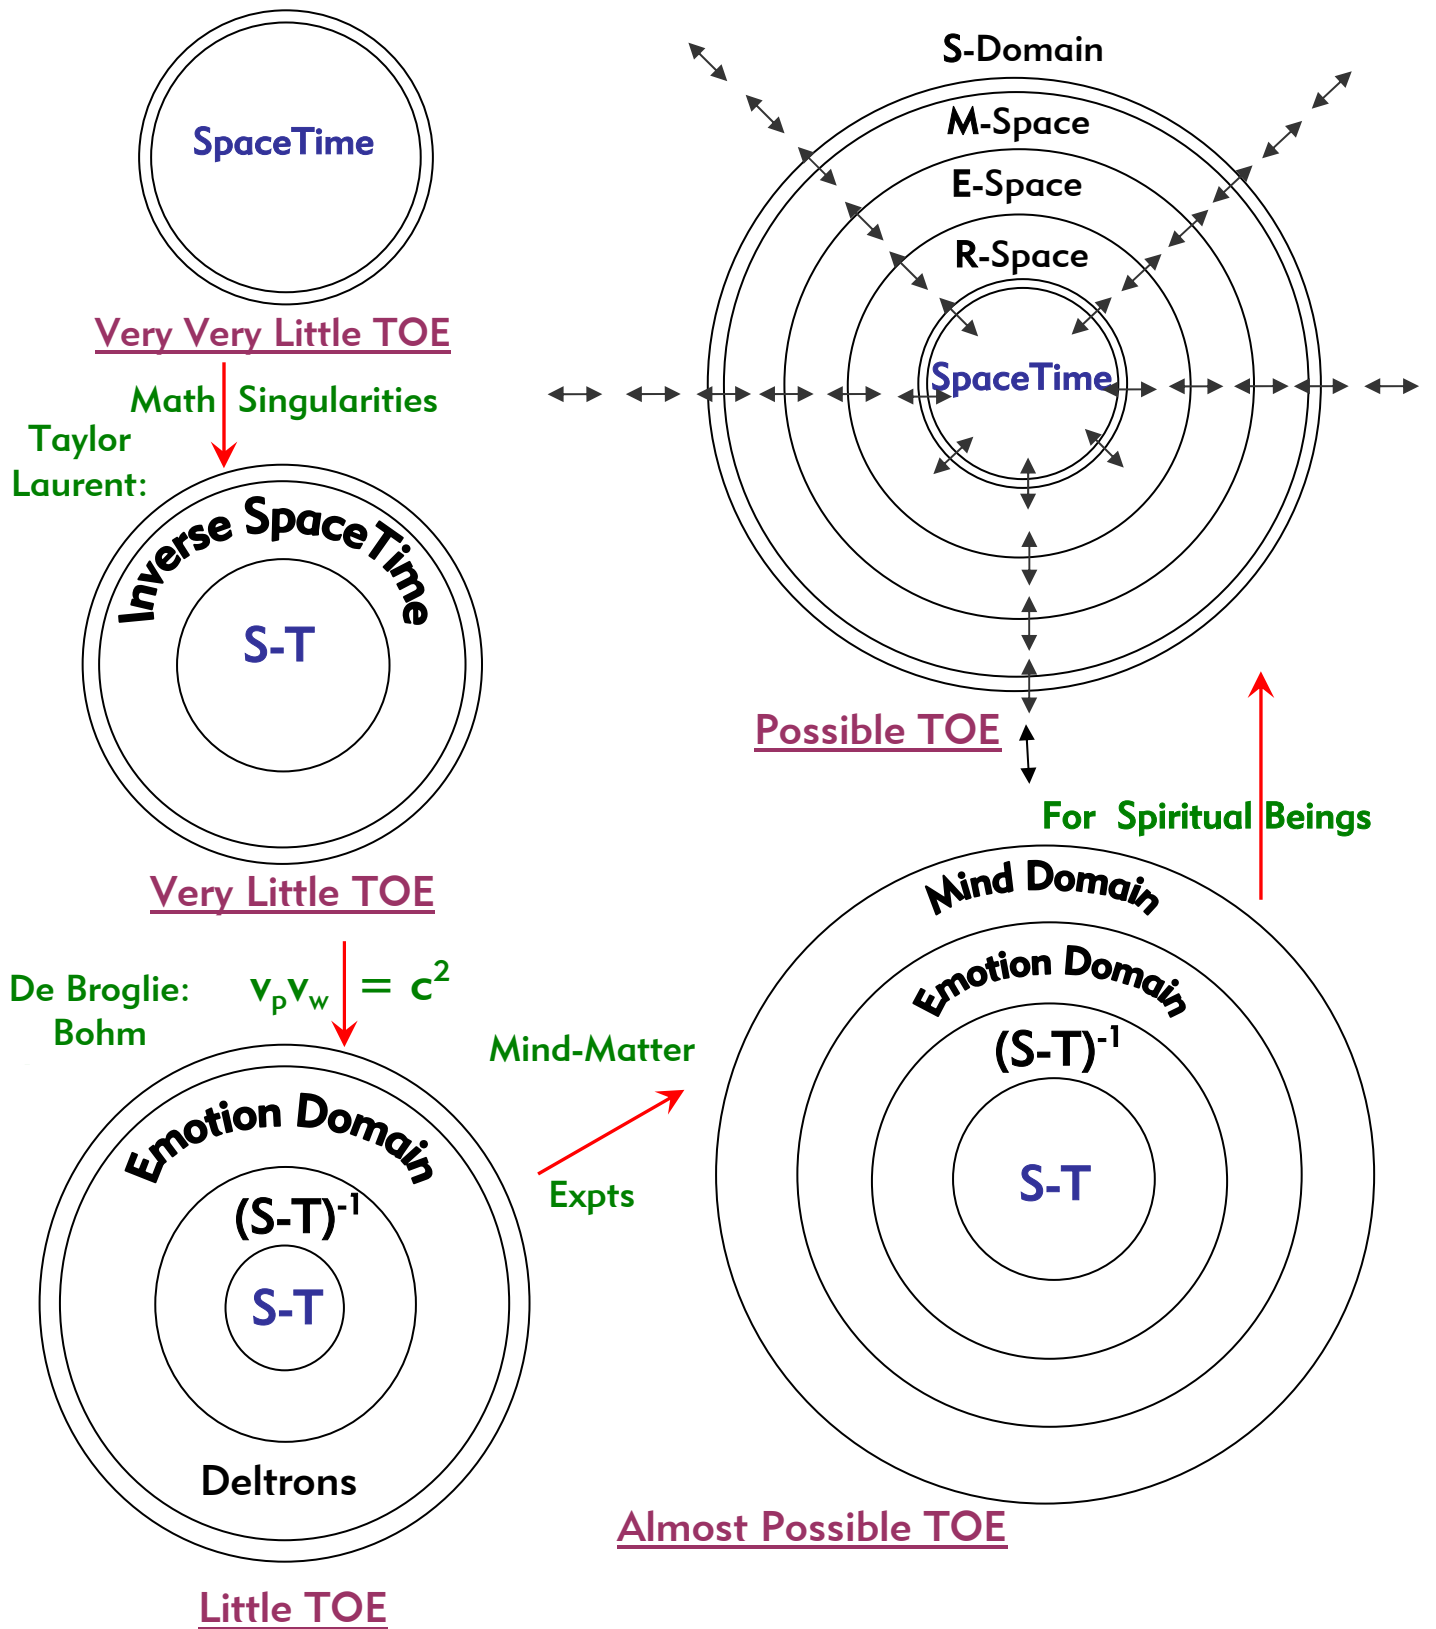 SpaceTime
Very Very Little TOE
Math Singularities
Taylor
Laurent:
Inverse SpaceTime
S-T
Very Little TOE
De Broglie: vₚv_w = c²
Bohm
Emotion Domain
(S-T)⁻¹
S-T
Deltrons
Little TOE
Mind-Matter
Expts
Mind Domain
Emotion Domain
(S-T)⁻¹
S-T
Almost Possible TOE
For Spiritual Beings
S-Domain
M-Space
E-Space
R-Space
SpaceTime
Possible TOE